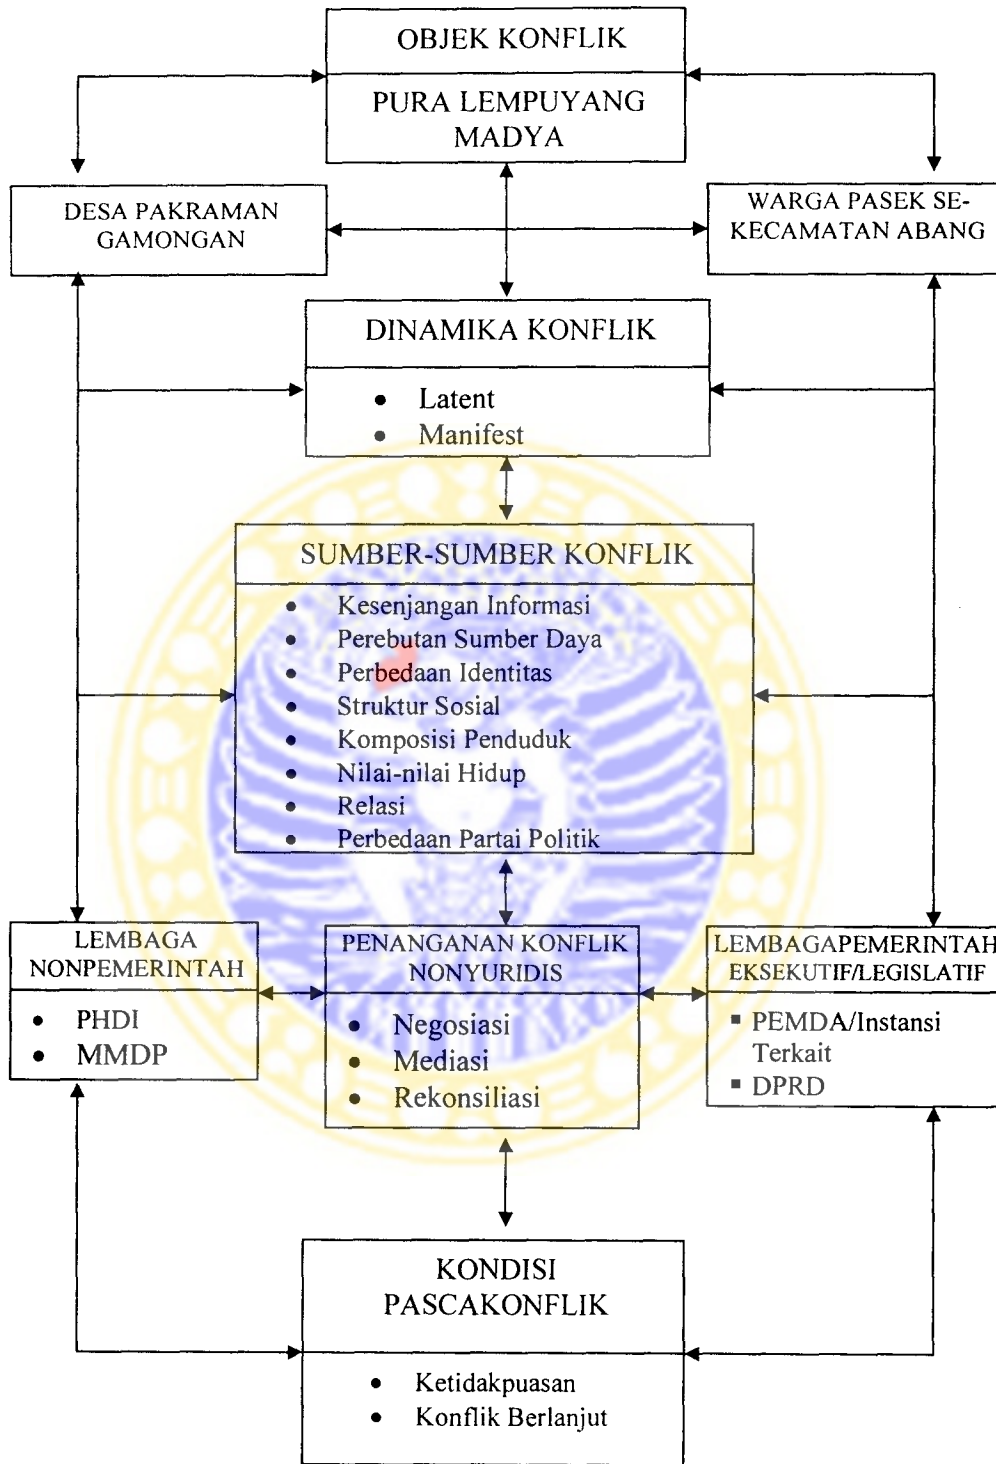 OBJEK KONFLIK
PURA LEMPUYANG
MADYA
DESA PAKRAMAN
GAMONGAN
WARGA PASEK SE-
KECAMATAN ABANG
DINAMIKA KONFLIK
• Latent
• Manifest
SUMBER-SUMBER KONFLIK
• Kesenjangan Informasi
• Perebutan Sumber Daya
• Perbedaan Identitas
• Struktur Sosial
• Komposisi Penduduk
• Nilai-nilai Hidup
• Relasi
• Perbedaan Partai Politik
LEMBAGA
NONPEMERINTAH
• PHDI
• MMDP
PENANGANAN KONFLIK
NONYURIDIS
• Negosiasi
• Mediasi
• Rekonsiliasi
LEMBAGAPEMERINTAH
EKSEKUTIF/LEGISLATIF
▪ PEMDA/Instansi
Terkait
▪ DPRD
KONDISI
PASCAKONFLIK
• Ketidakpuasan
• Konflik Berlanjut